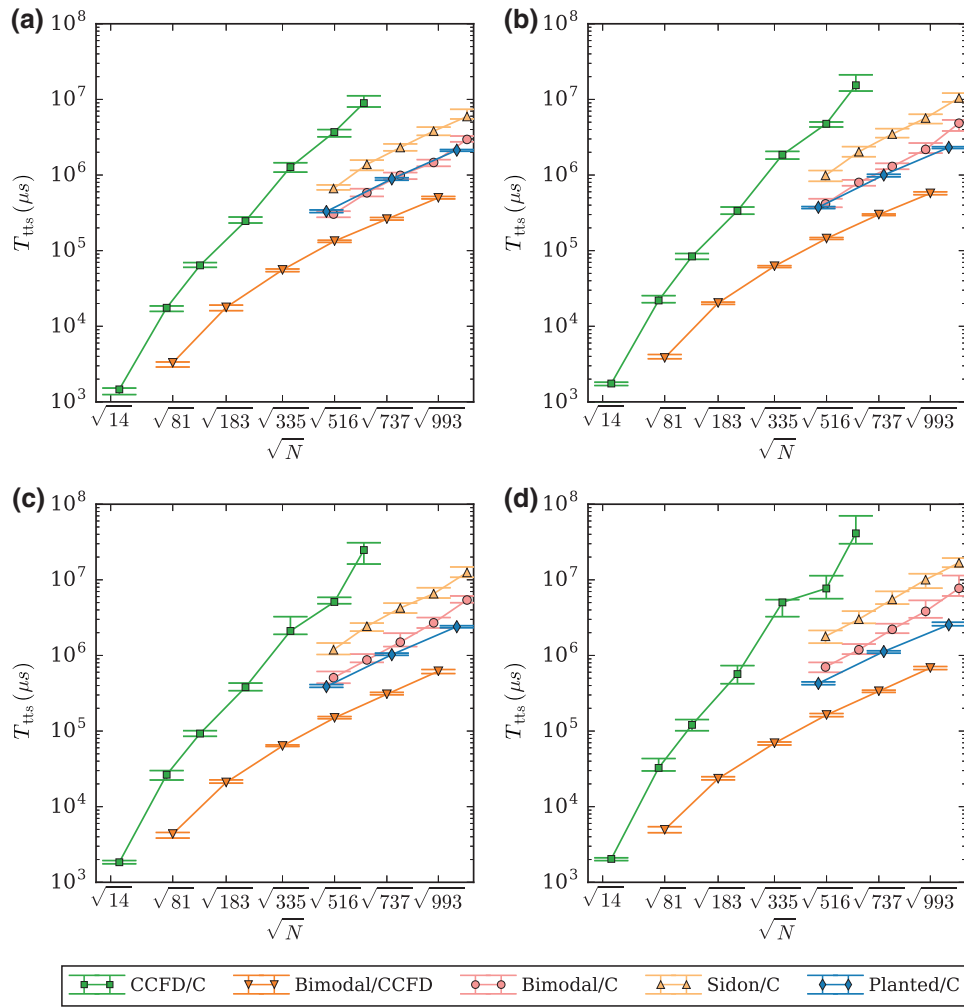 (a)
(b)
10^8
10^7
10^6
10^5
10^4
10^3
T_tts (μs)
√14 √81 √183 √335 √516 √737 √993
√N
10^8
10^7
10^6
10^5
10^4
10^3
T_tts (μs)
√14 √81 √183 √335 √516 √737 √993
√N
(c)
(d)
10^8
10^7
10^6
10^5
10^4
10^3
T_tts (μs)
√14 √81 √183 √335 √516 √737 √993
√N
10^8
10^7
10^6
10^5
10^4
10^3
T_tts (μs)
√14 √81 √183 √335 √516 √737 √993
√N
CCFD/C Bimodal/CCFD Bimodal/C Sidon/C Planted/C